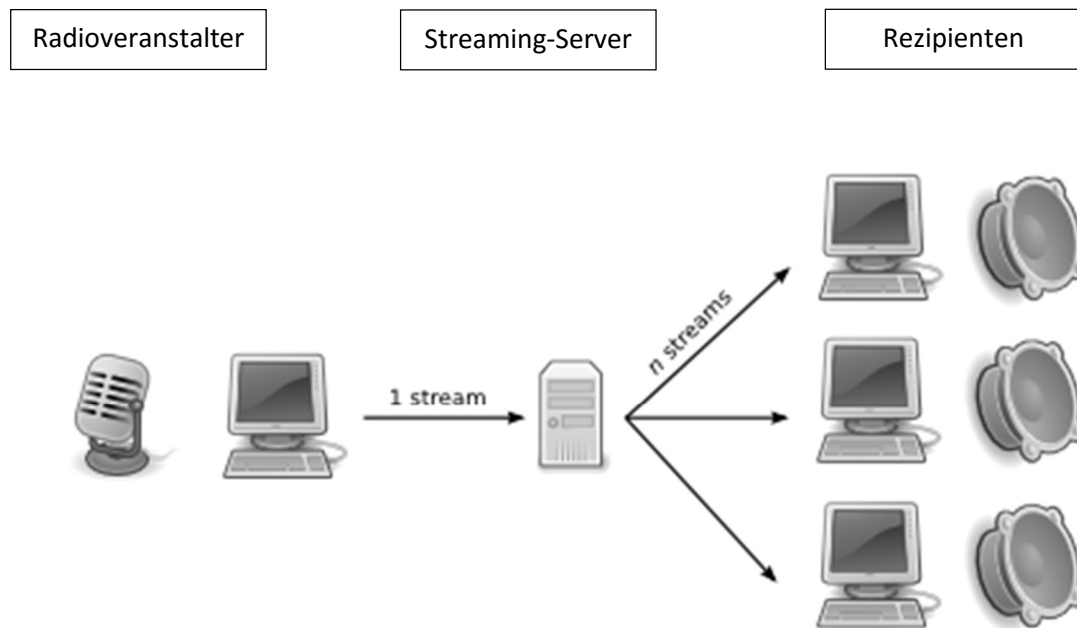 Radioveranstalter
Streaming-Server
Rezipienten
n streams
1 stream